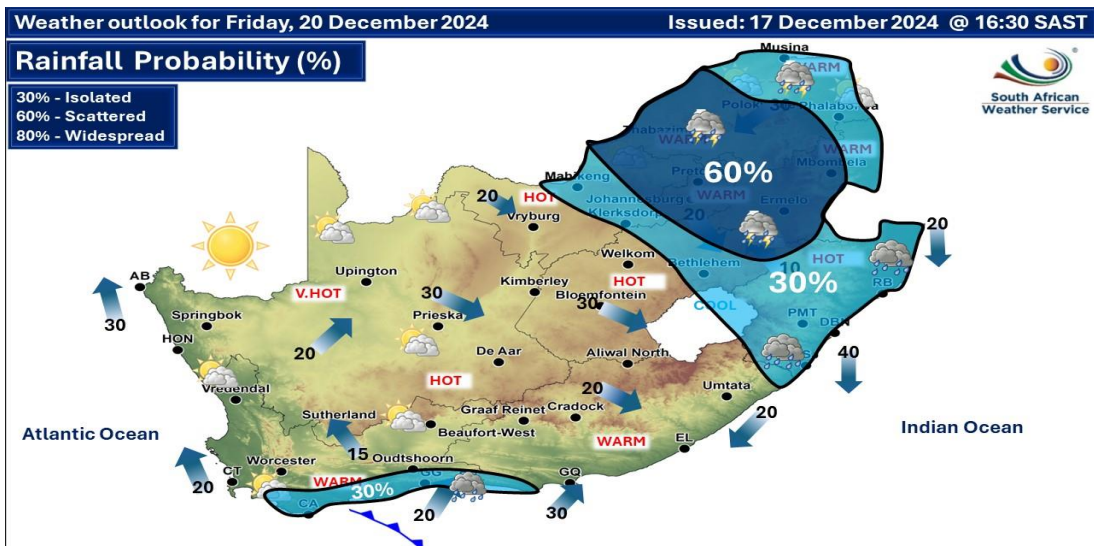 Weather outlook for Friday, 20 December 2024
Issued: 17 December 2024 @ 16:30 SAST
Rainfall Probability (%)
30% - Isolated
60% - Scattered
80% - Widespread
South African
Weather Service
Musina
WARM
Phalaborwa
WARM
WARM
Mbombela
60%
Mahikeng
WARM
Johannesburg
Ermelo
Klerksdorp
20
HOT
20
Vryburg
20
Bethlehem
10
HOT
30%
RB
Welkom
HOT
Upington
Kimberley
Bloemfontein
COOL
AB
V.HOT
30
30
PMT
DBN
30
Springbok
Prieska
HON
20
De Aar
Aliwal North
40
HOT
20
Umtata
Vredendal
Sutherland
Graaf Reinet
Cradock
20
Beaufort-West
Atlantic Ocean
Indian Ocean
WARM
EL
15
Worcester
Oudtshoorn
CT
20
WARM
GG
GQ
30%
CA
20
30